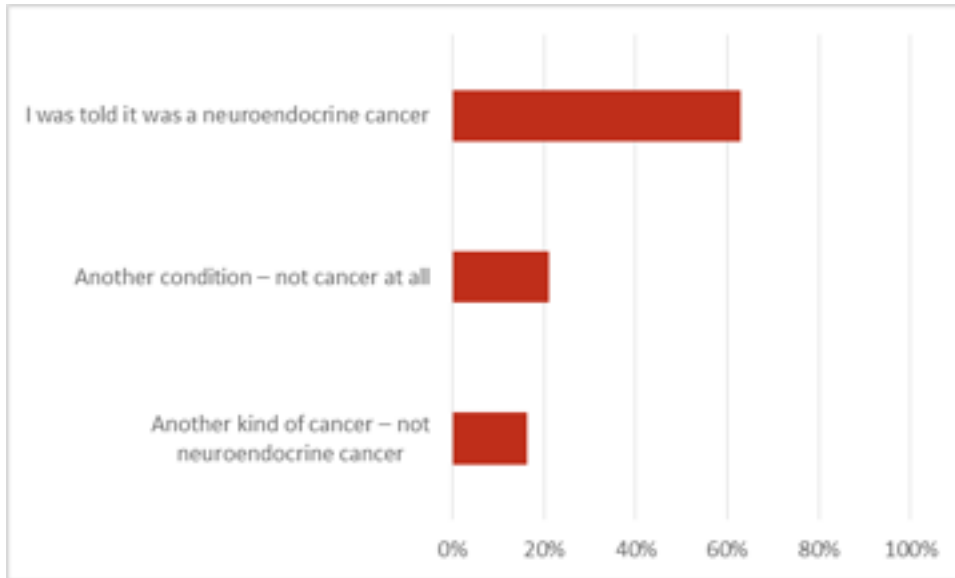 I was told it was a neuroendocrine cancer
Another condition – not cancer at all
Another kind of cancer – not
neuroendocrine cancer
0% 20% 40% 60% 80% 100%